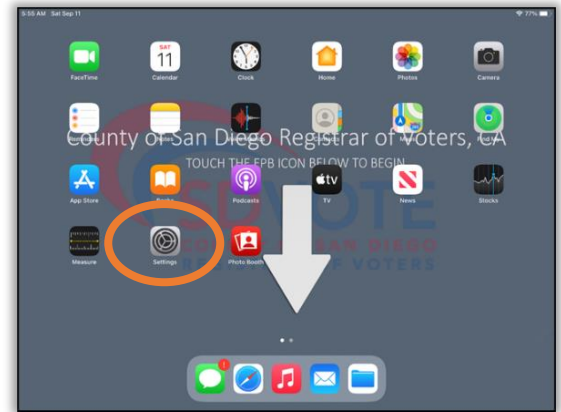 5:55 AM Sat Sep 11
77%
SAT
11
FaceTime
Calendar
Clock
Home
Photos
Camera
County of San Diego Registrar of Voters, CA
TOUCH THE EPB ICON BELOW TO BEGIN
App Store
Books
Podcasts
tv
TV
News
Stocks
SDVOTE
COUNTY OF SAN DIEGO
REGISTRAR OF VOTERS
Measure
Settings
Photo Booth